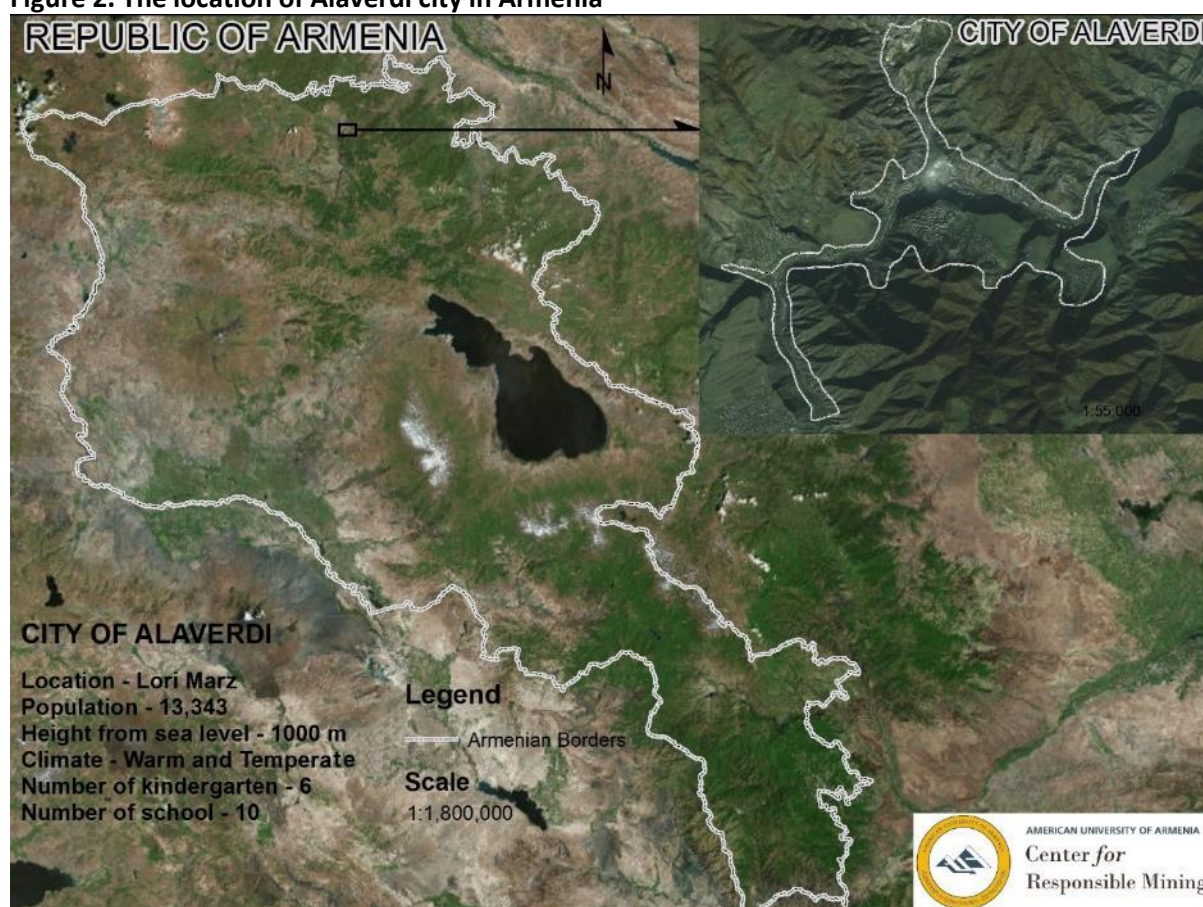 Figure 2. The location of Alaverdi city in Armenia
REPUBLIC OF ARMENIA
N
CITY OF ALAVERDI
1:55,000
CITY OF ALAVERDI
Location - Lori Marz
Population - 13,343
Height from sea level - 1000 m
Climate - Warm and Temperate
Number of kindergarten - 6
Number of school - 10
Legend
Armenian Borders
Scale
1:1,800,000
AMERICAN UNIVERSITY OF ARMENIA
Center for
Responsible Mining